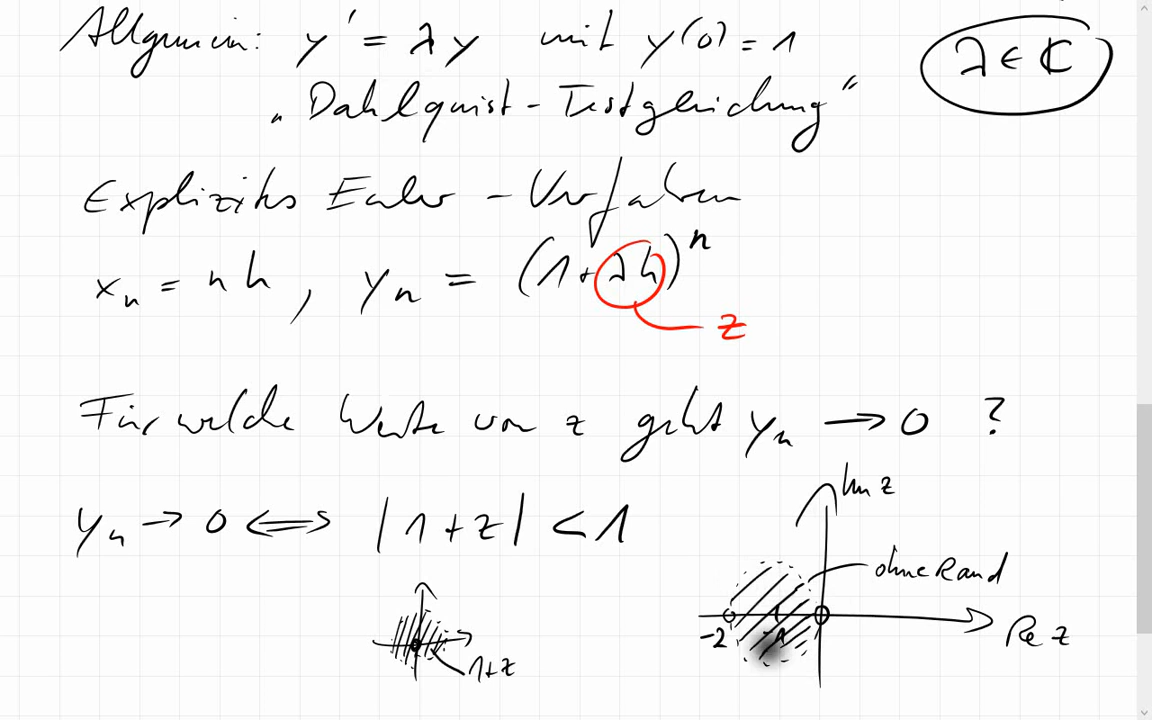 Allgemein: y' = λy mit y(0) = 1
λ ∈ ℂ
„Dahlquist-Testgleichung“
Explizites Euler-Verfahren
xₙ = nh, yₙ = (1+λh)ⁿ
z
Für welche Werte von z geht yₙ → 0 ?
yₙ → 0 ⟺ |1+z| < 1
Im z
ohne Rand
-2
-1
Re z
1+z